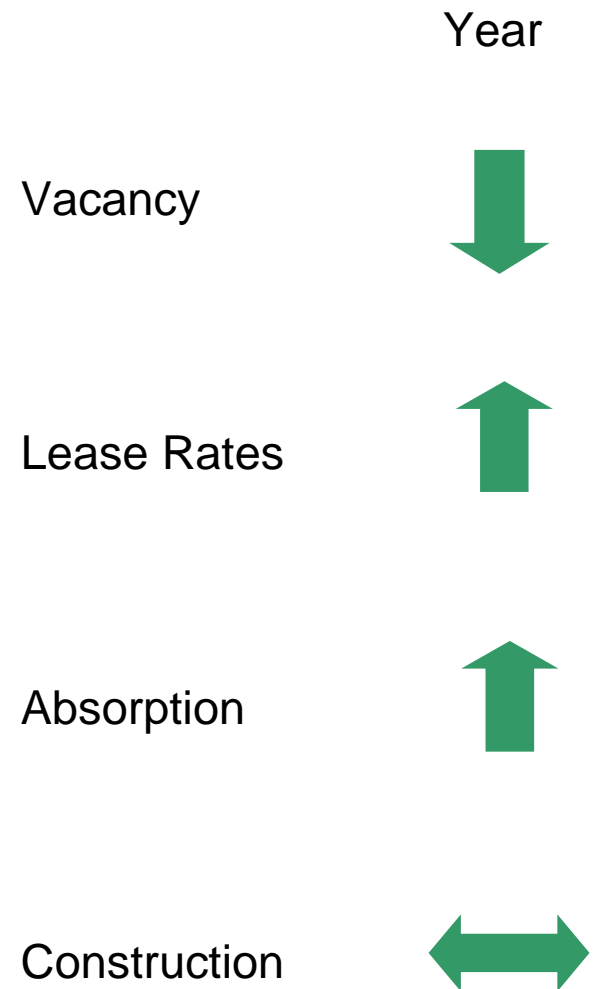 Year
Vacancy
Lease Rates
Absorption
Construction